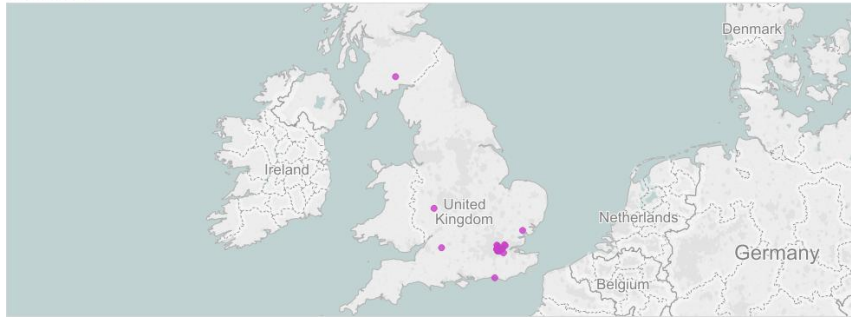 Denmark
Ireland
United
Kingdom
Netherlands
Germany
Belgium